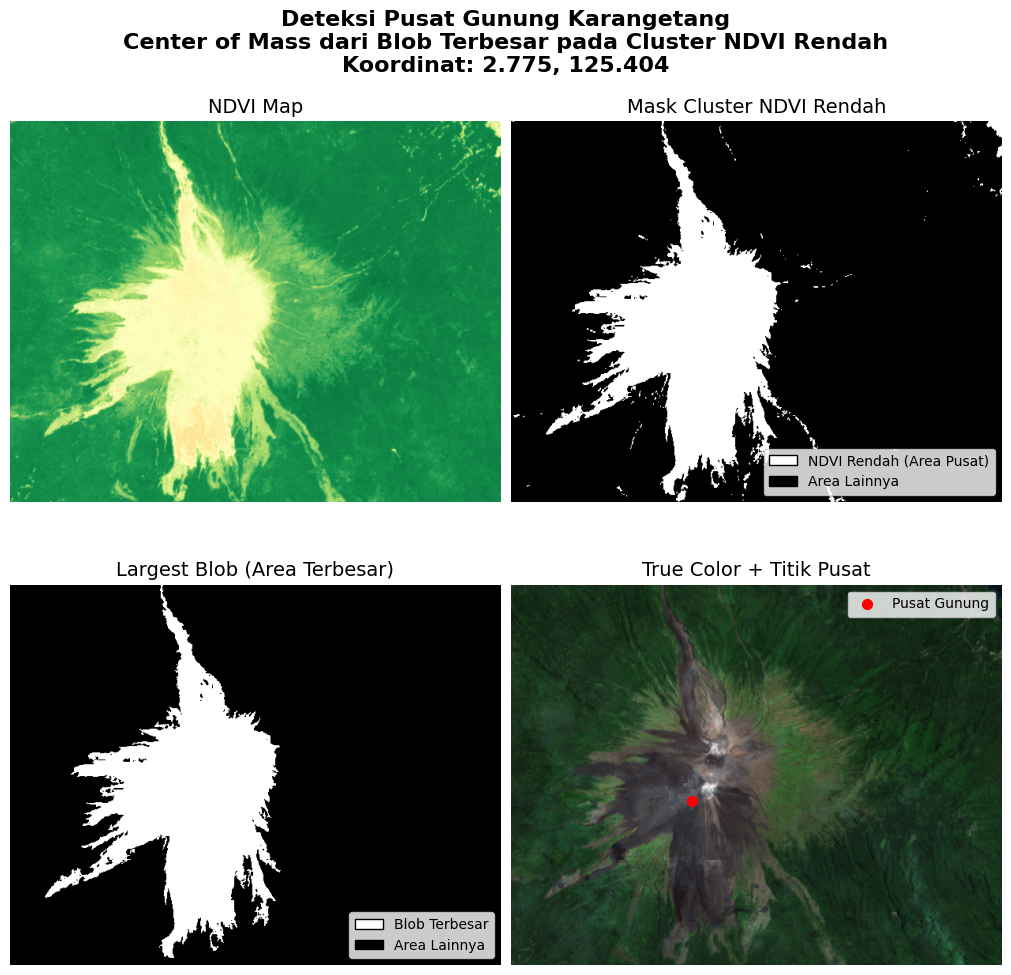 Deteksi Pusat Gunung Karangetang
Center of Mass dari Blob Terbesar pada Cluster NDVI Rendah
Koordinat: 2.775, 125.404
NDVI Map
Mask Cluster NDVI Rendah
NDVI Rendah (Area Pusat)
Area Lainnya
Largest Blob (Area Terbesar)
True Color + Titik Pusat
Blob Terbesar
Area Lainnya
Pusat Gunung